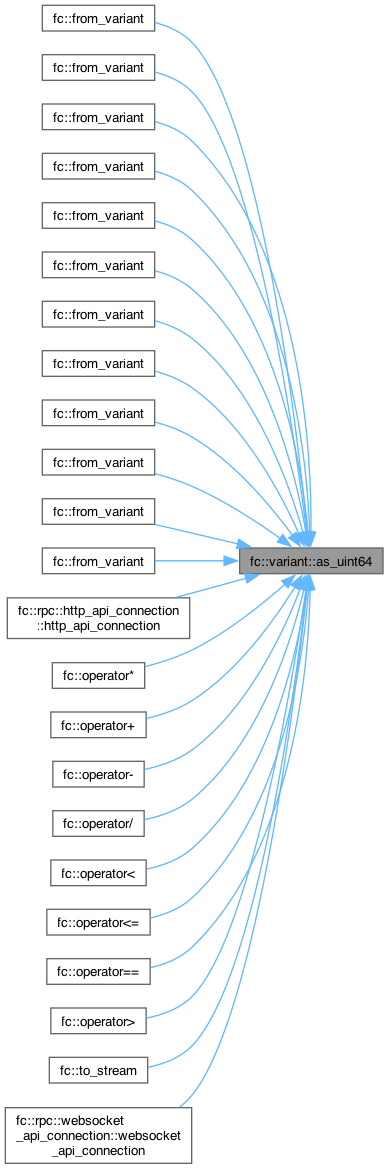 fc::from_variant
fc::from_variant
fc::from_variant
fc::from_variant
fc::from_variant
fc::from_variant
fc::from_variant
fc::from_variant
fc::from_variant
fc::from_variant
fc::from_variant
fc::from_variant
fc::variant::as_uint64
fc::rpc::http_api_connection
::http_api_connection
fc::operator*
fc::operator+
fc::operator-
fc::operator/
fc::operator<
fc::operator<=
fc::operator==
fc::operator>
fc::to_stream
fc::rpc::websocket
_api_connection::websocket
_api_connection